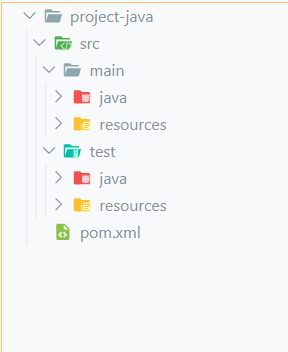 project-java
src
main
java
resources
test
java
resources
pom.xml